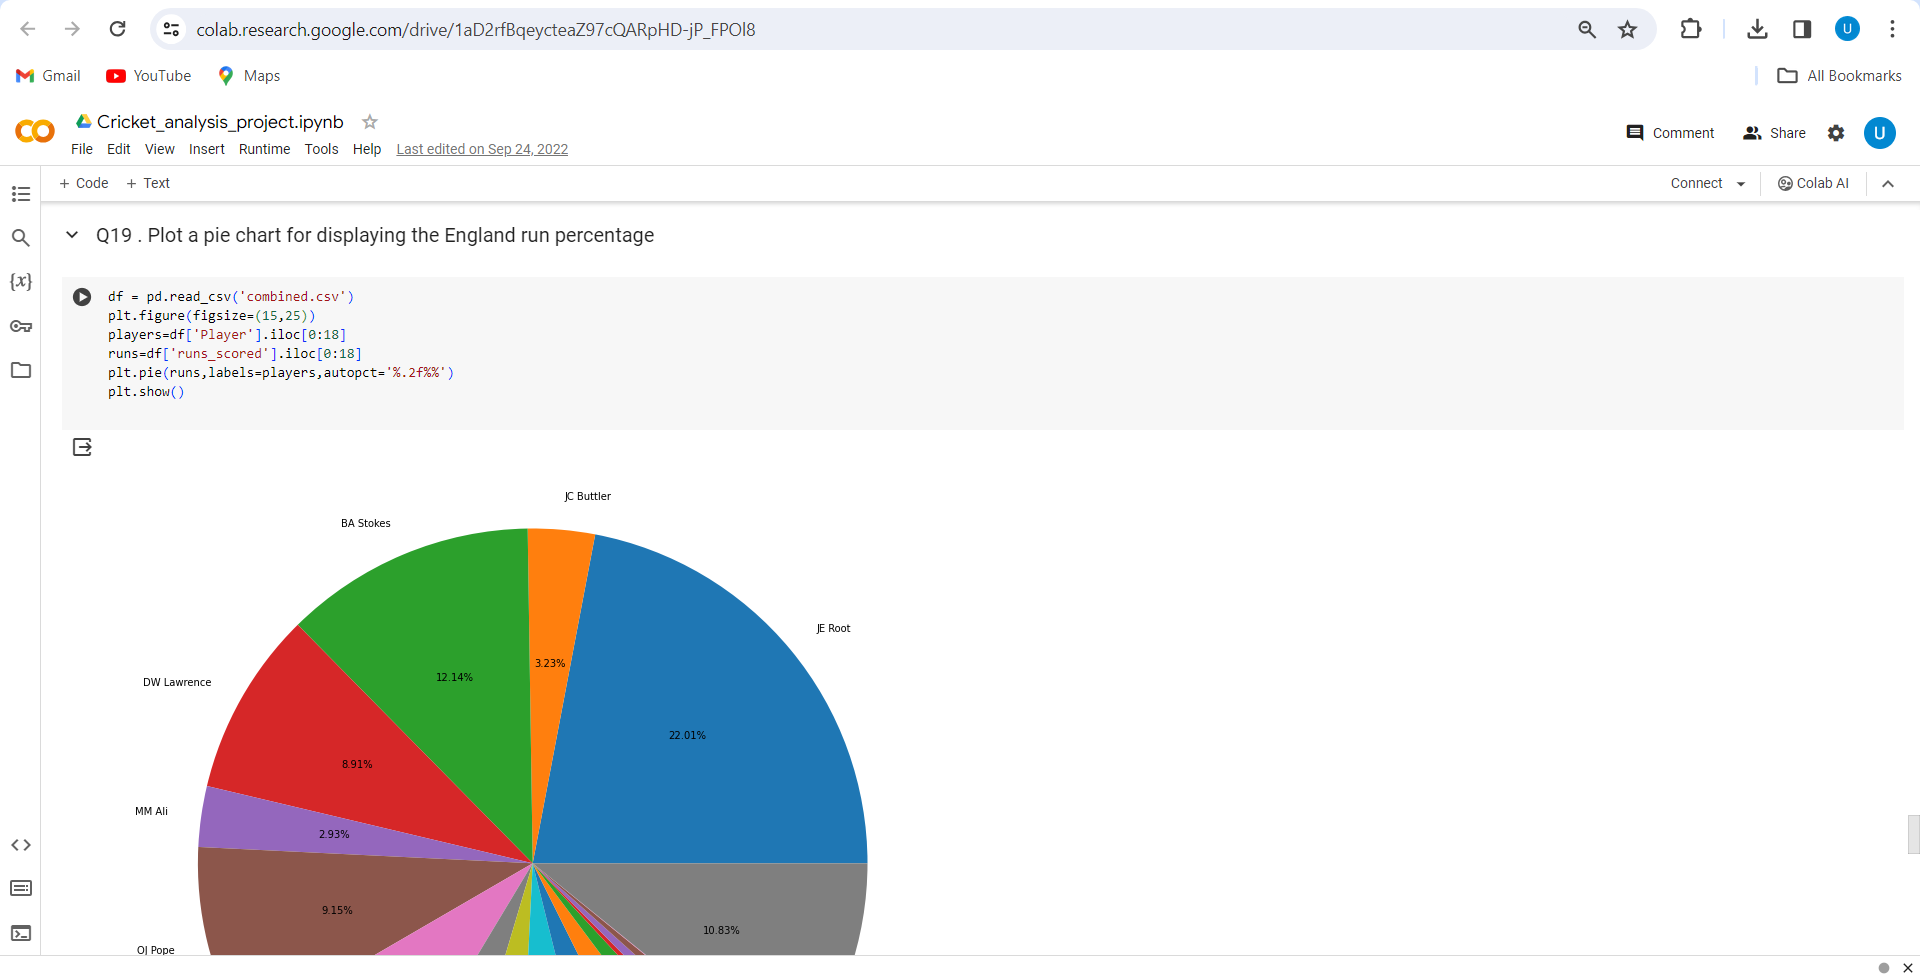 colab.research.google.com/drive/1aD2rfBqeycteaZ97cQARpHD-jP_FPOl8
U
Gmail YouTube Maps All Bookmarks
CO Cricket_analysis_project.ipynb
File Edit View Insert Runtime Tools Help Last edited on Sep 24, 2022
Comment Share U
+ Code + Text Connect Colab AI
Q19 . Plot a pie chart for displaying the England run percentage
{x}
df = pd.read_csv('combined.csv')
plt.figure(figsize=(15,25))
players=df['Player'].iloc[0:18]
runs=df['runs_scored'].iloc[0:18]
plt.pie(runs,labels=players,autopct='%.2f%%')
plt.show()
JC Buttler
BA Stokes
JE Root
3.23%
12.14%
DW Lawrence
22.01%
8.91%
MM Ali
2.93%
9.15%
10.83%
OJ Pope